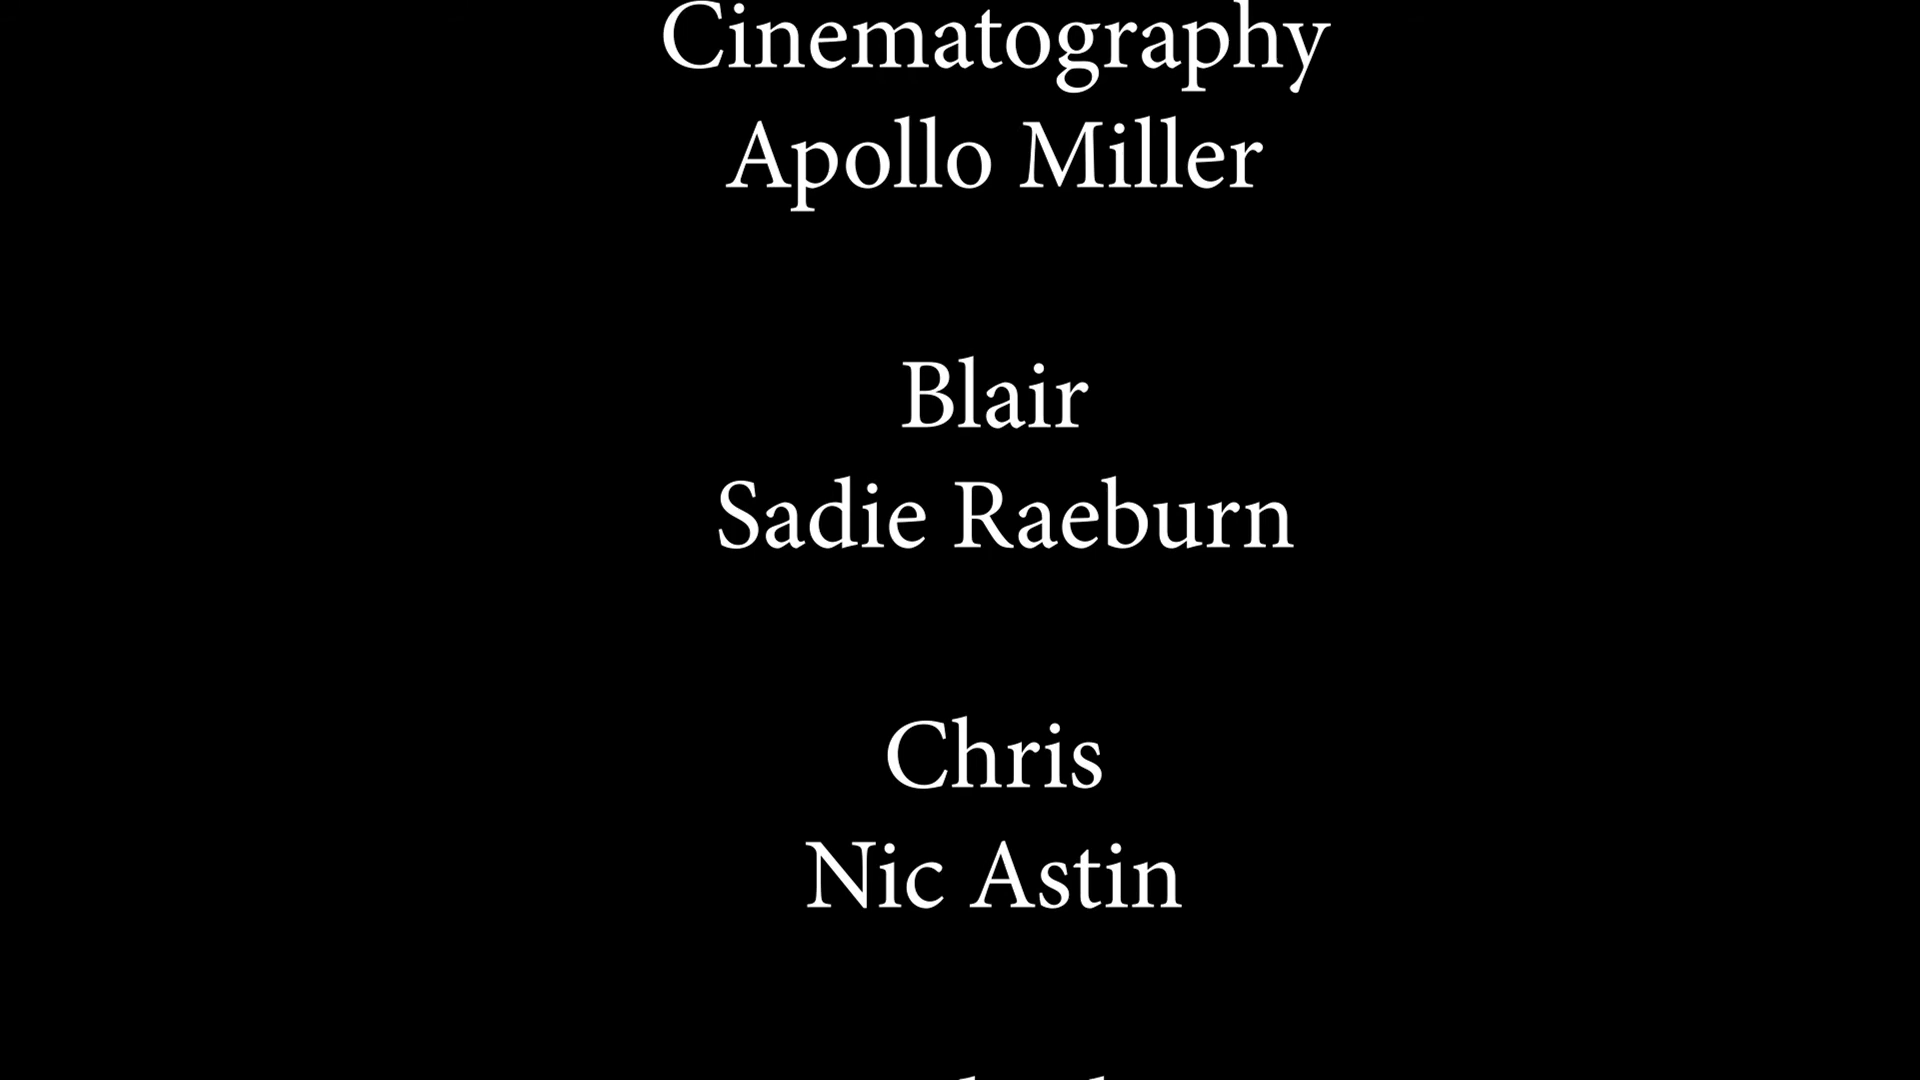 Cinematography
Apollo Miller
Blair
Sadie Raeburn
Chris
Nic Astin